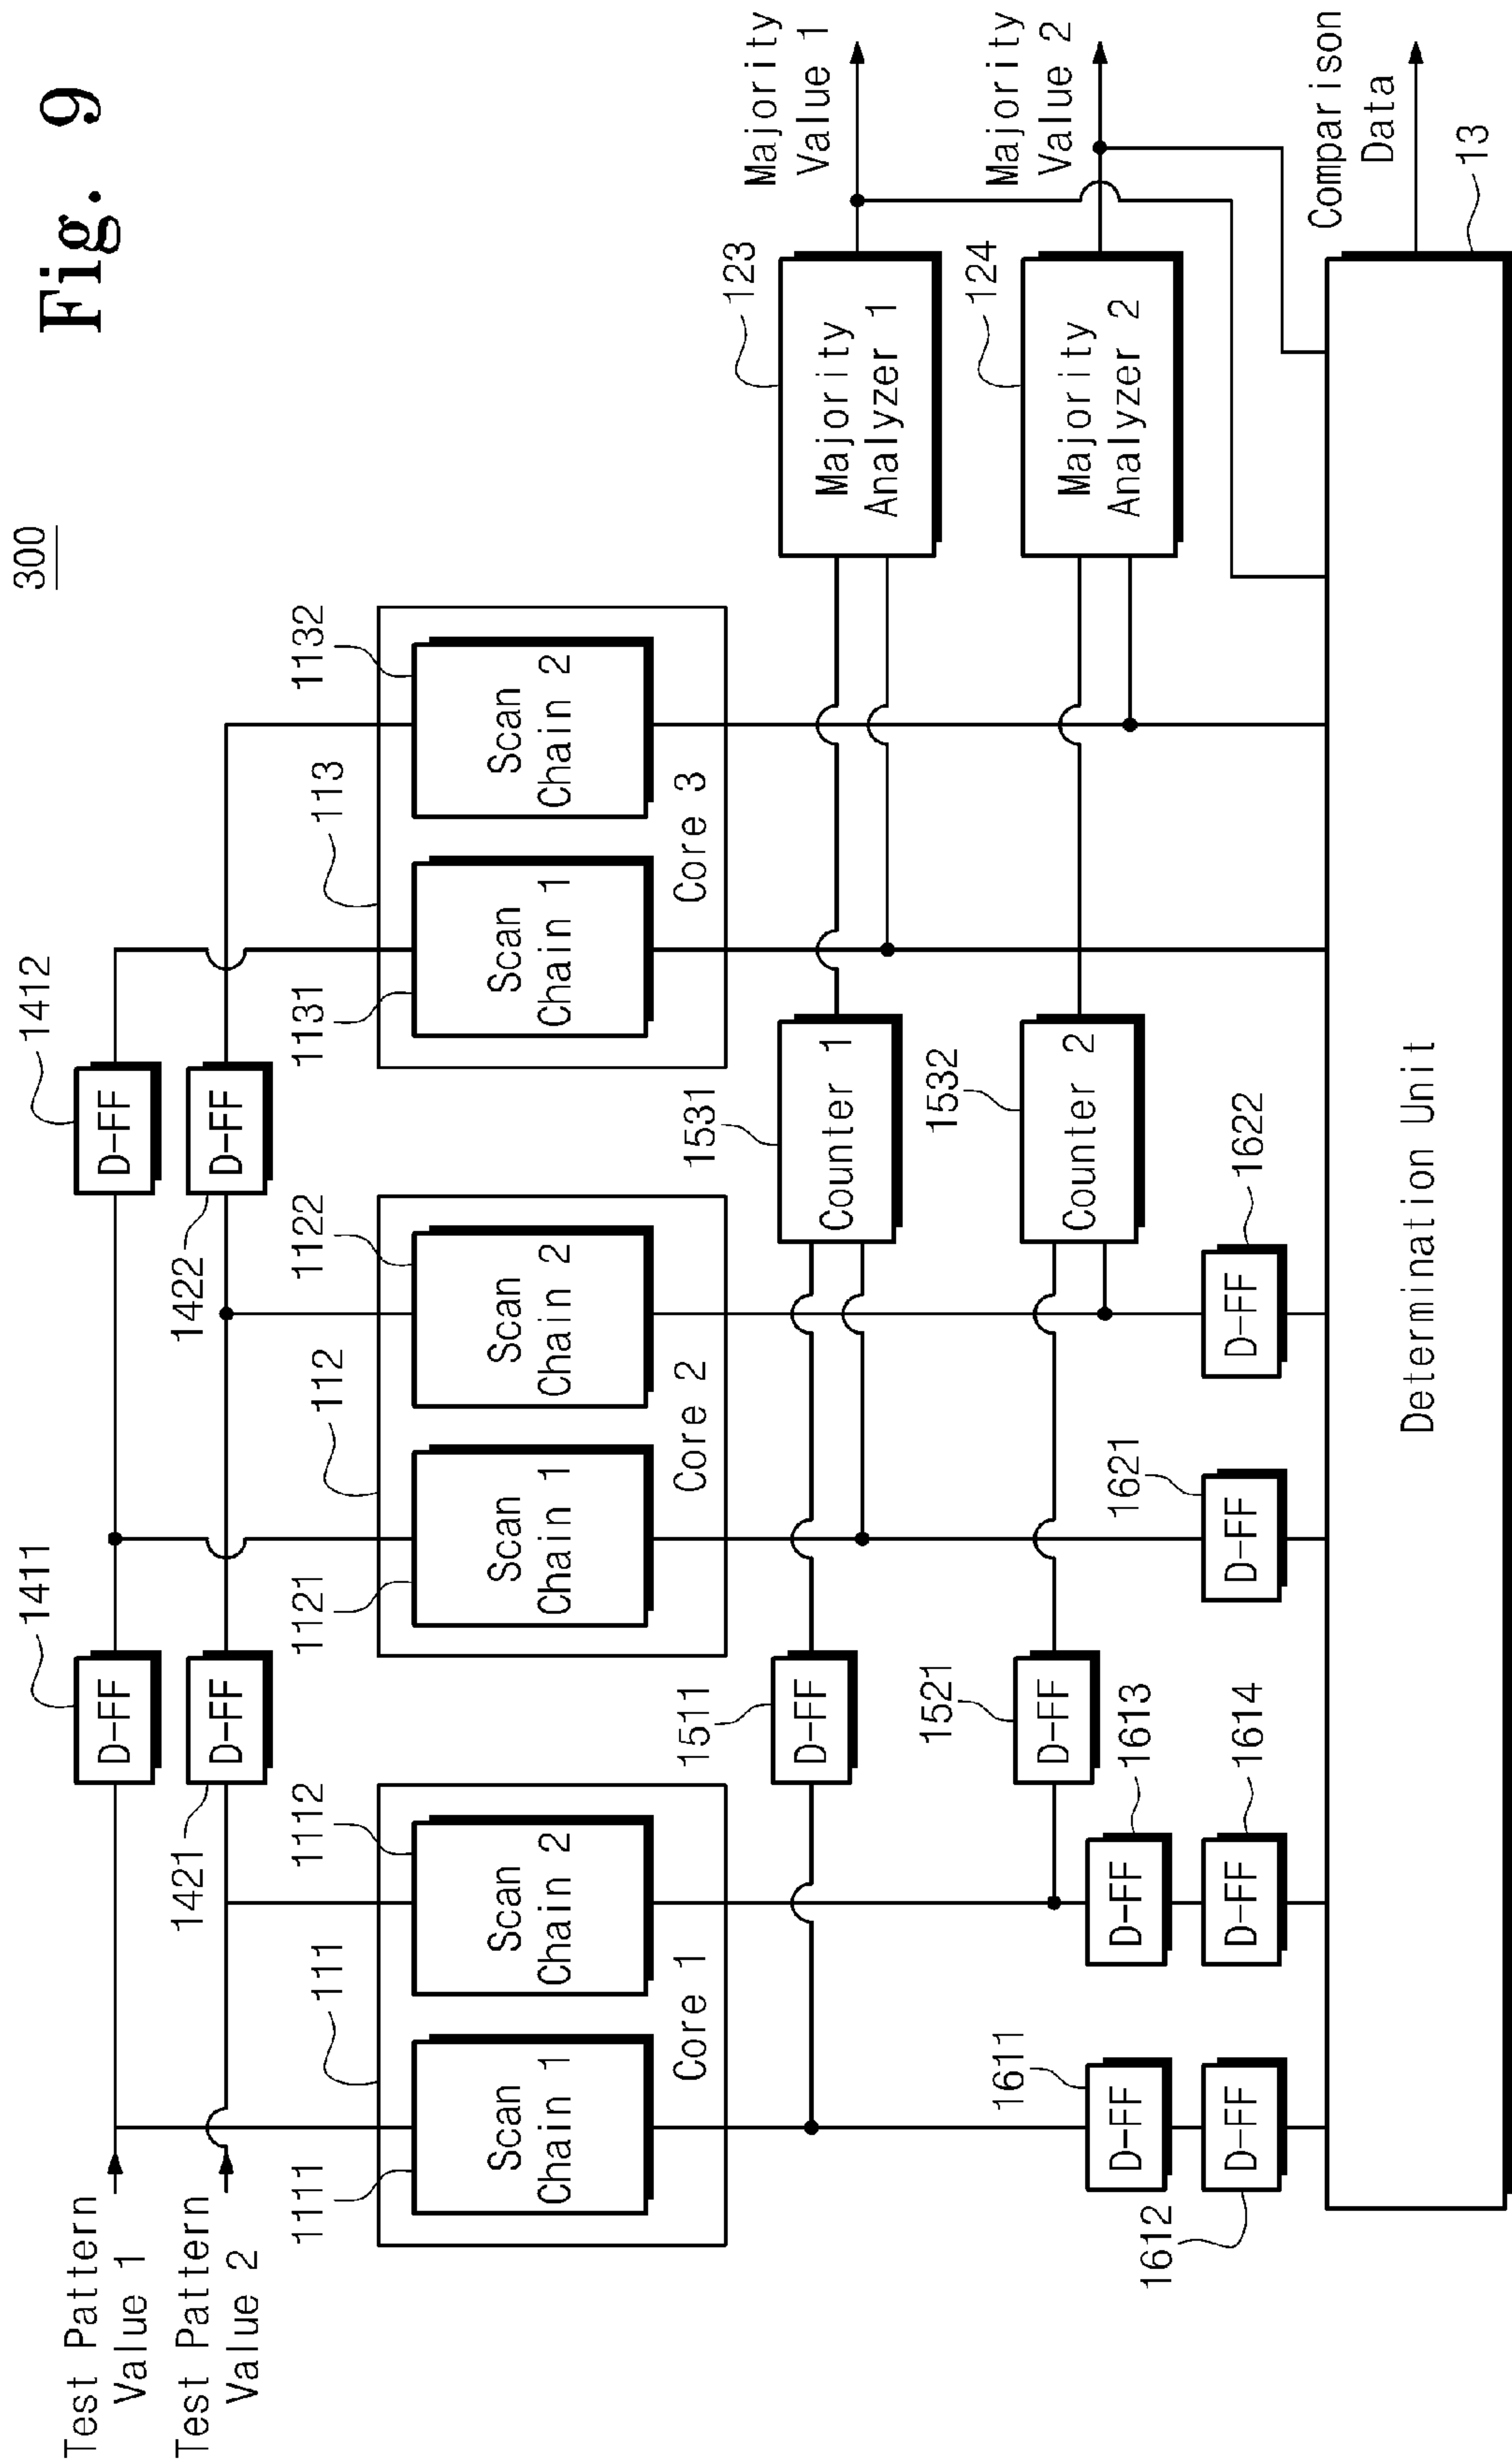 Fig. 9
300
Test Pattern
Value 1
Test Pattern
Value 2
1411
D-FF
1412
D-FF
1421
D-FF
1422
D-FF
1111
Scan
Chain 1
111
1112
Scan
Chain 2
Core 1
1121
Scan
Chain 1
112
1122
Scan
Chain 2
Core 2
1131
Scan
Chain 1
113
1132
Scan
Chain 2
Core 3
1511
D-FF
1531
Counter 1
123
Majority
Analyzer 1
Majority
Value 1
1521
D-FF
1532
Counter 2
124
Majority
Analyzer 2
Majority
Value 2
1611
D-FF
1612
D-FF
1613
D-FF
1614
D-FF
1621
D-FF
1622
D-FF
Determination Unit
13
Comparison
Data